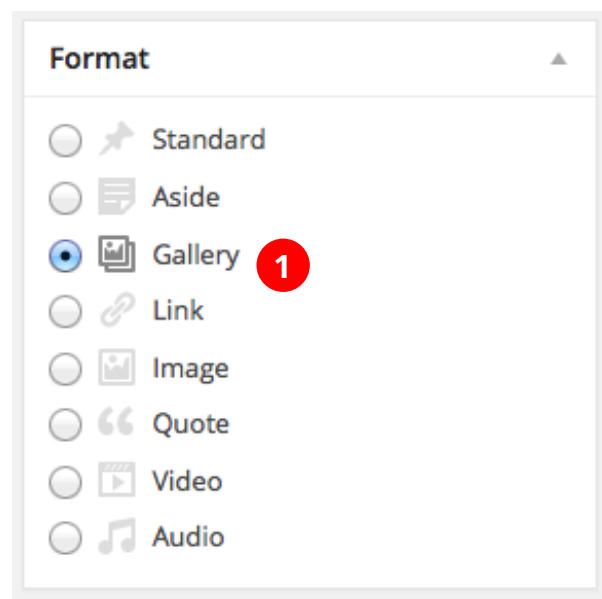 Format
Standard
Aside
Gallery 1
Link
Image
Quote
Video
Audio